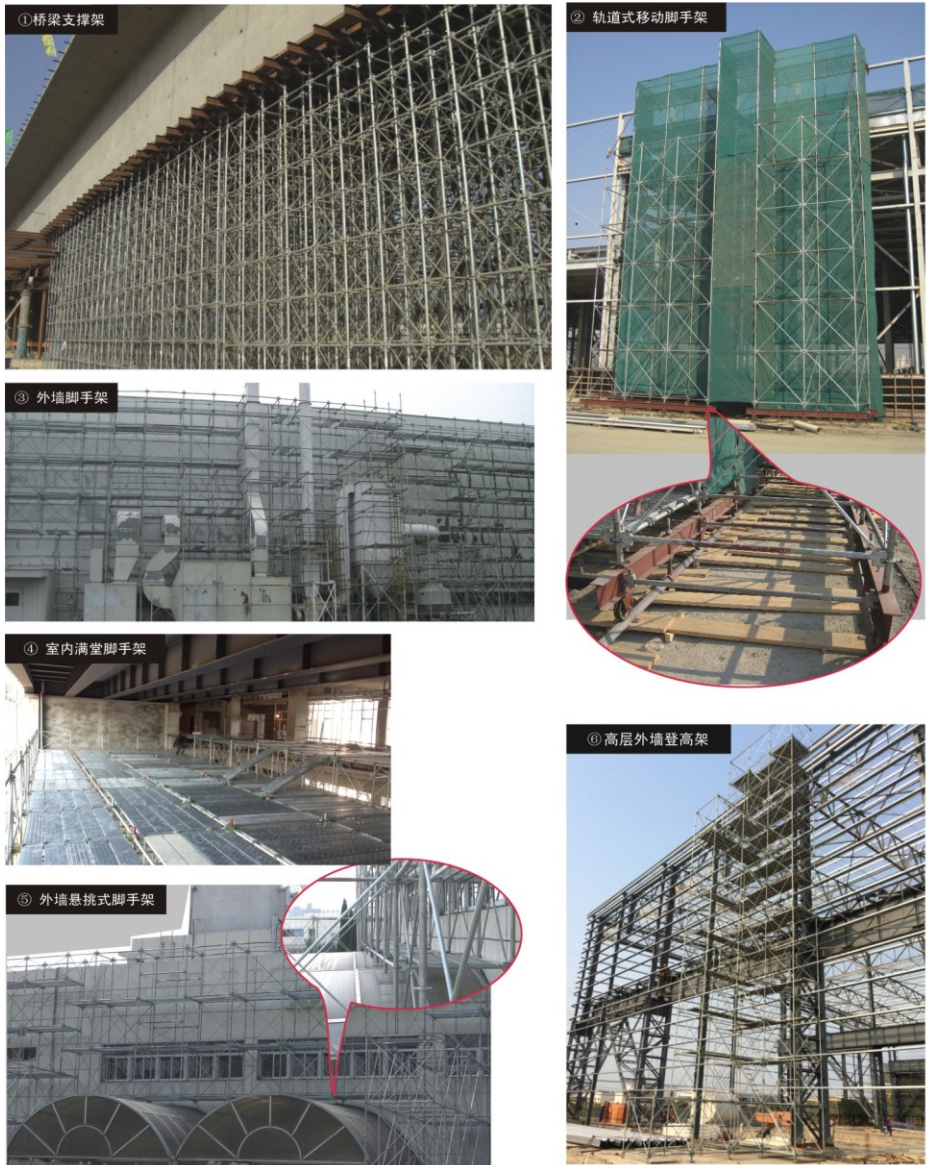 ①桥梁支撑架
② 轨道式移动脚手架
③ 外墙脚手架
④ 室内满堂脚手架
⑤ 外墙悬挑式脚手架
⑥高层外墙登高架